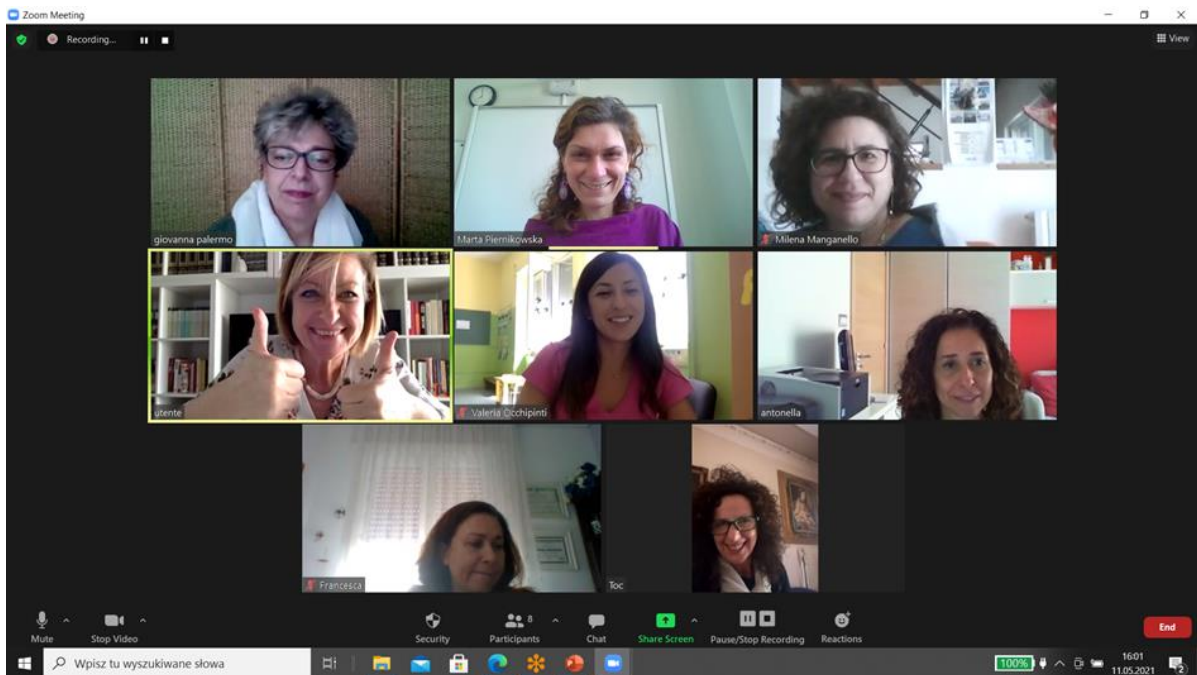 Zoom Meeting
Recording...
View
giovanna palermo
Marta Piernikowska
Milena Manganello
utente
Valeria Occhipinti
antonella
Francesca
Toc
8
Mute
Stop Video
Security
Participants
Chat
Share Screen
Pause/Stop Recording
Reactions
End
Wpisz tu wyszukiwane słowa
100%
16:01
11.05.2021
2